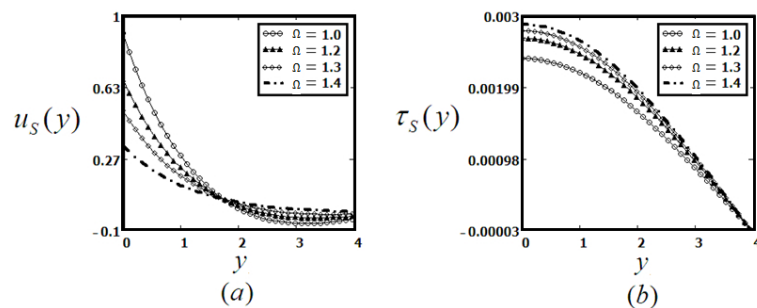 1
0.63
0.27
-0.1
u_S(y)
0 1 2 3 4
y
(a)
Ω = 1.0
Ω = 1.2
Ω = 1.3
Ω = 1.4
0.003
0.00199
0.00098
-0.00003
τ_S(y)
0 1 2 3 4
y
(b)
Ω = 1.0
Ω = 1.2
Ω = 1.3
Ω = 1.4